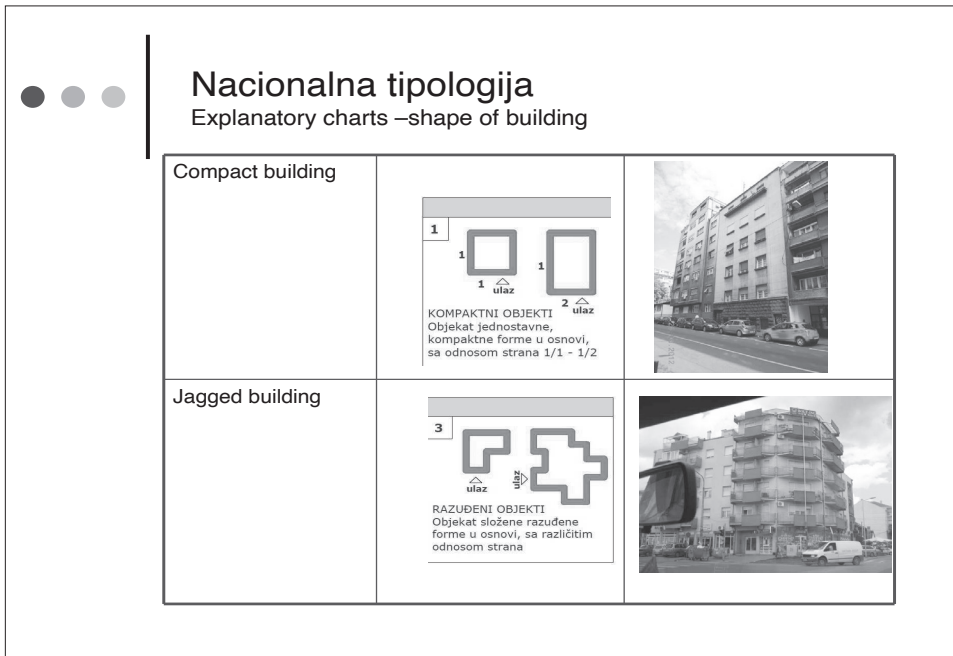 Nacionalna tipologija
Explanatory charts –shape of building
Compact building
1
1
1
ulaz
1
2
ulaz
KOMPAKTNI OBJEKTI
Objekat jednostavne,
kompaktne forme u osnovi,
sa odnosom strana 1/1 - 1/2
Jagged building
3
ulaz
ulaz
RAZUĐENI OBJEKTI
Objekat složene razuđene
forme u osnovi, sa različitim
odnosom strana